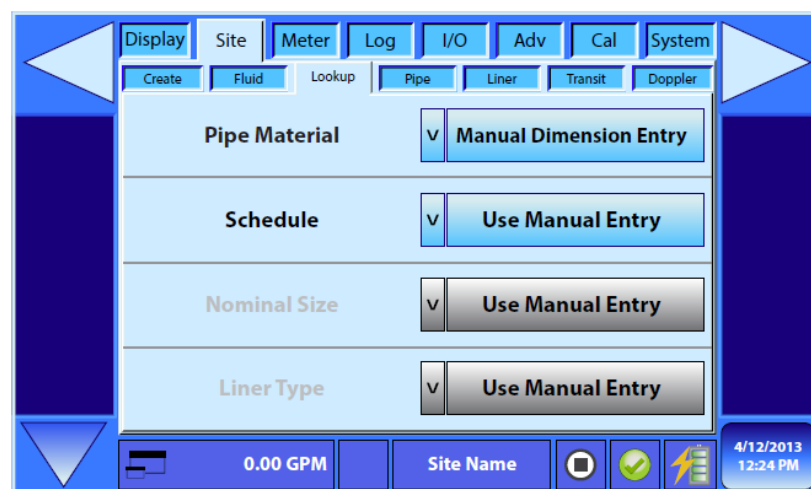 Display Site Meter Log I/O Adv Cal System
Create Fluid Lookup Pipe Liner Transit Doppler
Pipe Material v Manual Dimension Entry
Schedule v Use Manual Entry
Nominal Size v Use Manual Entry
Liner Type v Use Manual Entry
0.00 GPM Site Name 4/12/2013
12:24 PM